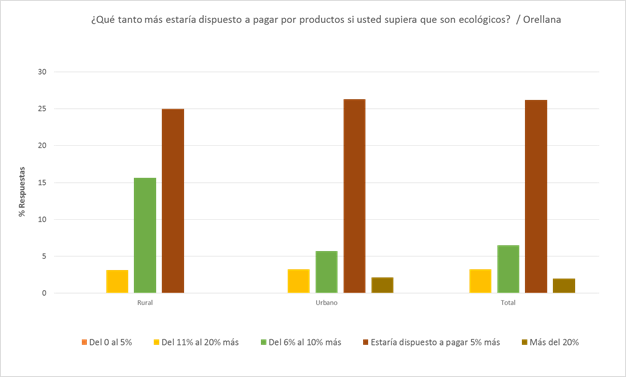 ¿Qué tanto más estaría dispuesto a pagar por productos si usted supiera que son ecológicos? / Orellana
30
25
20
15
10
5
0
% Respuestas
Rural
Urbano
Total
Del 0 al 5%
Del 11% al 20% más
Del 6% al 10% más
Estaría dispuesto a pagar 5% más
Más del 20%